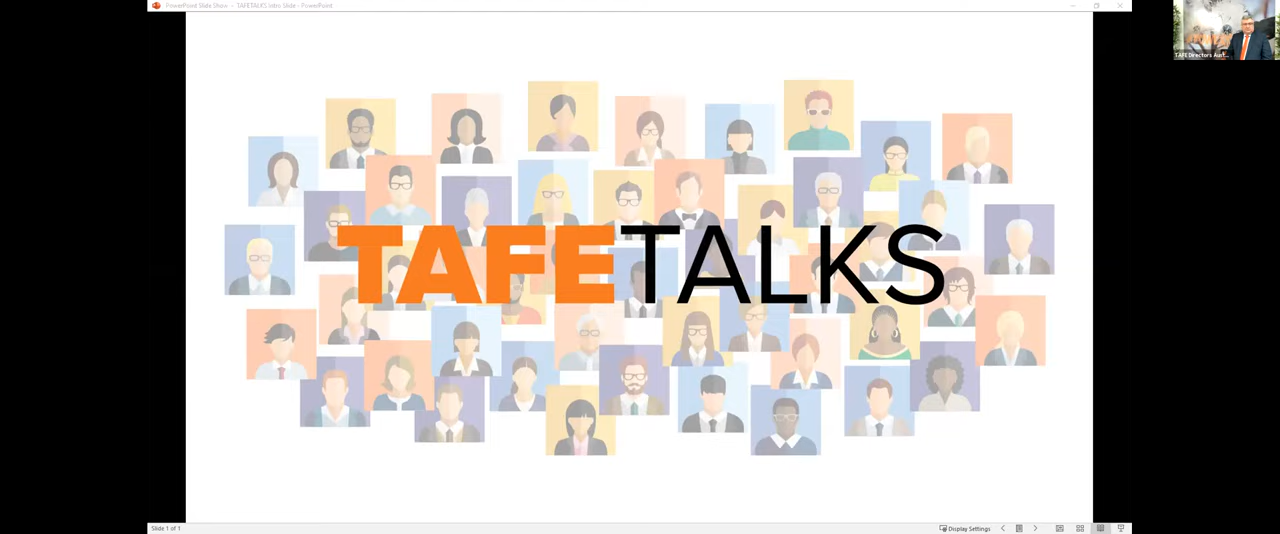 PowerPoint Slide Show - TAFETALKS Intro Slide - PowerPoint
TAFE Directors Aust...
TAFETALKS
Slide 1 of 1
Display Settings